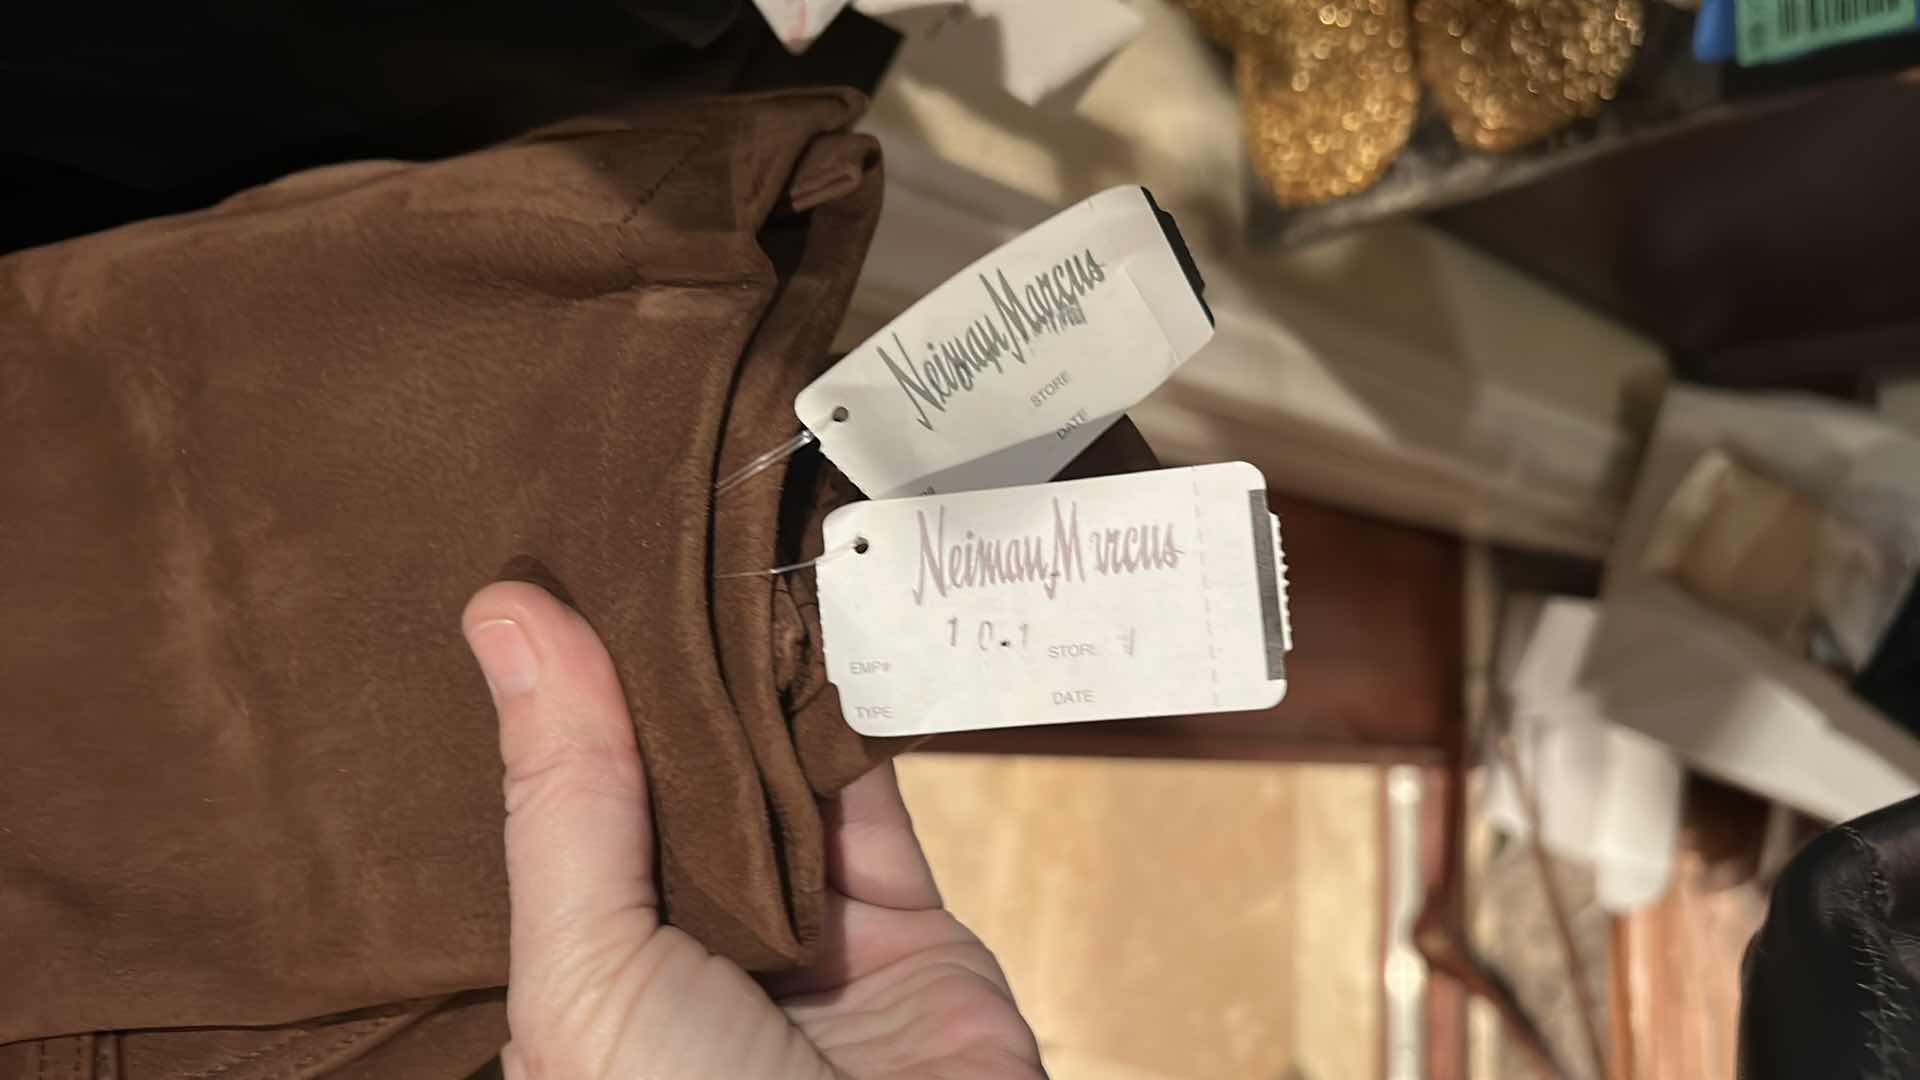 Neiman Marcus
STORE
DATE
Neiman Marcus
EMP# 10-1 STORE
TYPE DATE